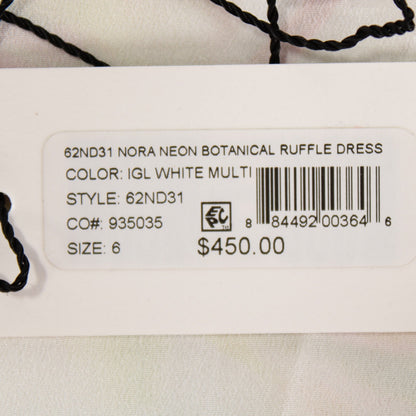 62ND31 NORA NEON BOTANICAL RUFFLE DRESS
COLOR: IGL WHITE MULTI
STYLE: 62ND31
CO#: 935035
SIZE: 6
$450.00
8 84492 00364 6